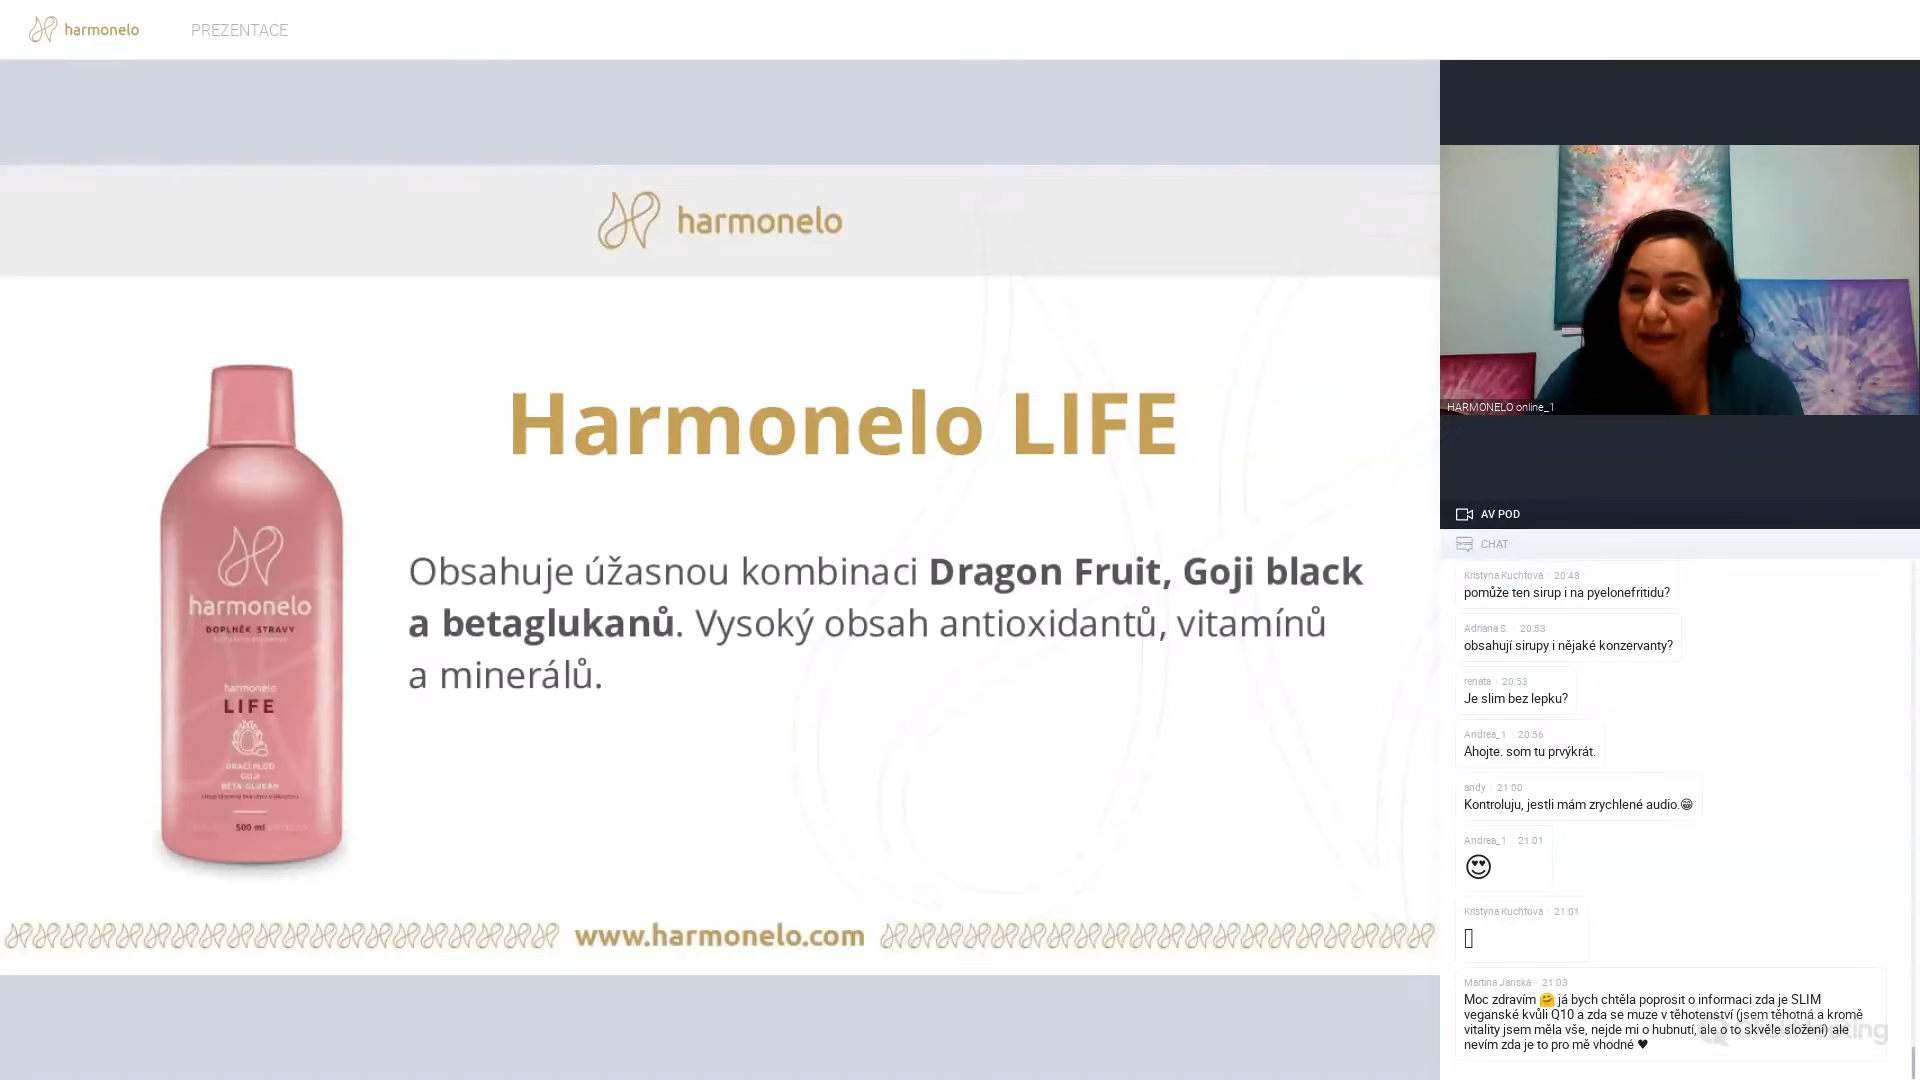 harmonelo
PREZENTACE
harmonelo
Harmonelo LIFE
Obsahuje úžasnou kombinaci Dragon Fruit, Goji black
a betaglukanů. Vysoký obsah antioxidantů, vitamínů
a minerálů.
harmonelo
DOPLNĚK STRAVY
harmonelo
LIFE
DRAČÍ PLOD
GOJI
BETA-GLUKAN
500 ml
www.harmonelo.com
HARMONELO online_1
AV POD
CHAT
Kristyna Kuchtová 20:48
pomůže ten sirup i na pyelonefritidu?
Adriana S. 20:53
obsahují sirupy i nějaké konzervanty?
renata 20:53
Je slim bez lepku?
Andrea_1 20:56
Ahojte. som tu prvýkrát.
andy 21:00
Kontroluju, jestli mám zrychlené audio.😁
Andrea_1 21:01
😍
Kristyna Kuchtová 21:01
Martina Janská 21:03
Moc zdravím 🤗 já bych chtěla poprosit o informaci zda je SLIM
veganské kvůli Q10 a zda se muze v těhotenství (jsem těhotná a kromě
vitality jsem měla vše, nejde mi o hubnutí, ale o to skvěle složení) ale
nevím zda je to pro mě vhodné ♥
ClickMeeting